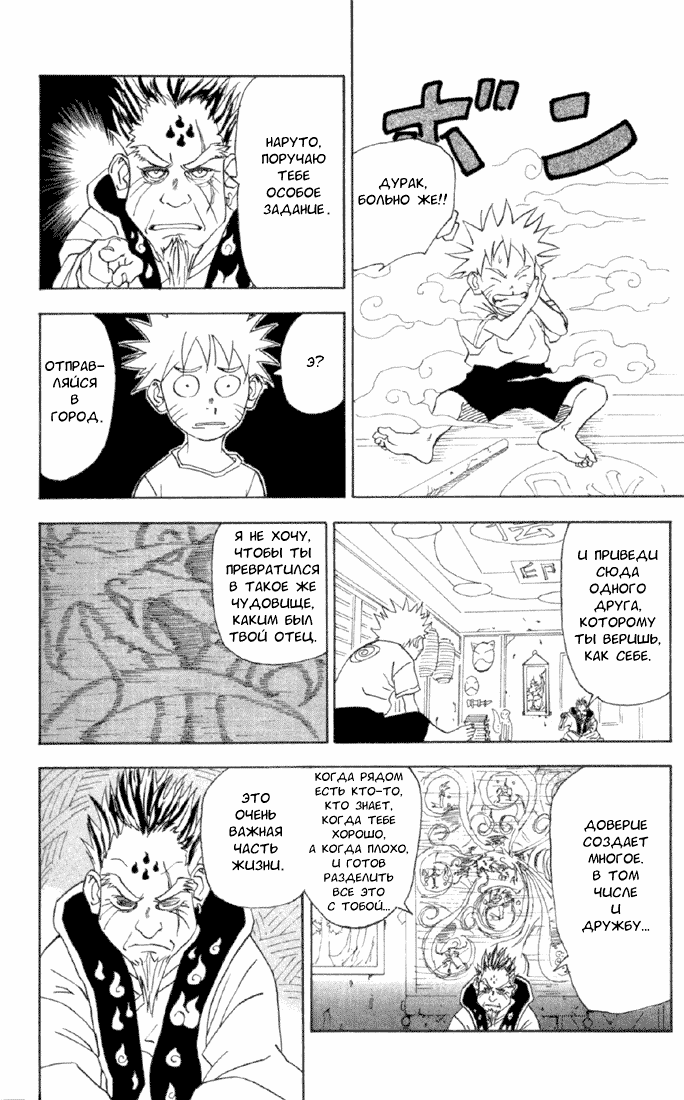 ボン
ДУРАК,
БОЛЬНО ЖЕ!!
НАРУТО,
ПОРУЧАЮ
ТЕБЕ
ОСОБОЕ
ЗАДАНИЕ.
Э?
ОТПРАВ-
ЛЯЙСЯ
В
ГОРОД.
И ПРИВЕДИ
СЮДА
ОДНОГО
ДРУГА,
КОТОРОМУ
ТЫ ВЕРИШЬ,
КАК СЕБЕ.
Я НЕ ХОЧУ,
ЧТОБЫ ТЫ
ПРЕВРАТИЛСЯ
В ТАКОЕ ЖЕ
ЧУДОВИЩЕ,
КАКИМ БЫЛ
ТВОЙ ОТЕЦ.
ДОВЕРИЕ
СОЗДАЕТ
МНОГОЕ.
В ТОМ
ЧИСЛЕ
И
ДРУЖБУ...
КОГДА РЯДОМ
ЕСТЬ КТО-ТО,
КТО ЗНАЕТ,
КОГДА ТЕБЕ
ХОРОШО,
А КОГДА ПЛОХО,
И ГОТОВ
РАЗДЕЛИТЬ
ВСЕ ЭТО
С ТОБОЙ...
ЭТО
ОЧЕНЬ
ВАЖНАЯ
ЧАСТЬ
ЖИЗНИ.